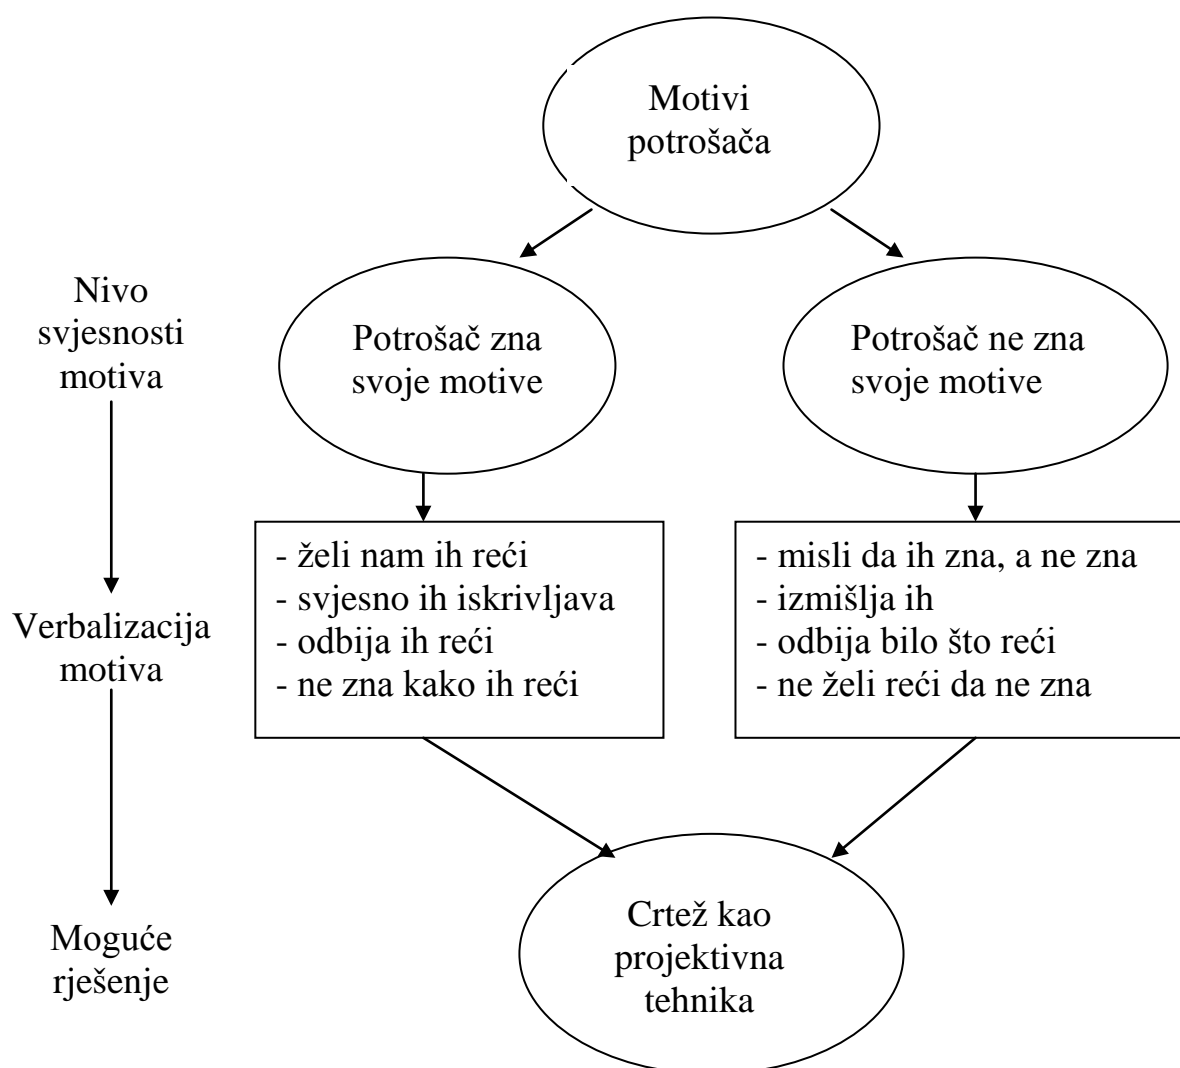 Motivi
potrošača
Nivo
svjesnosti
motiva
Potrošač zna
svoje motive
Potrošač ne zna
svoje motive
- želi nam ih reći
- svjesno ih iskrivljava
- odbija ih reći
- ne zna kako ih reći
- misli da ih zna, a ne zna
- izmišlja ih
- odbija bilo što reći
- ne želi reći da ne zna
Verbalizacija
motiva
Moguće
rješenje
Crtež kao
projektivna
tehnika